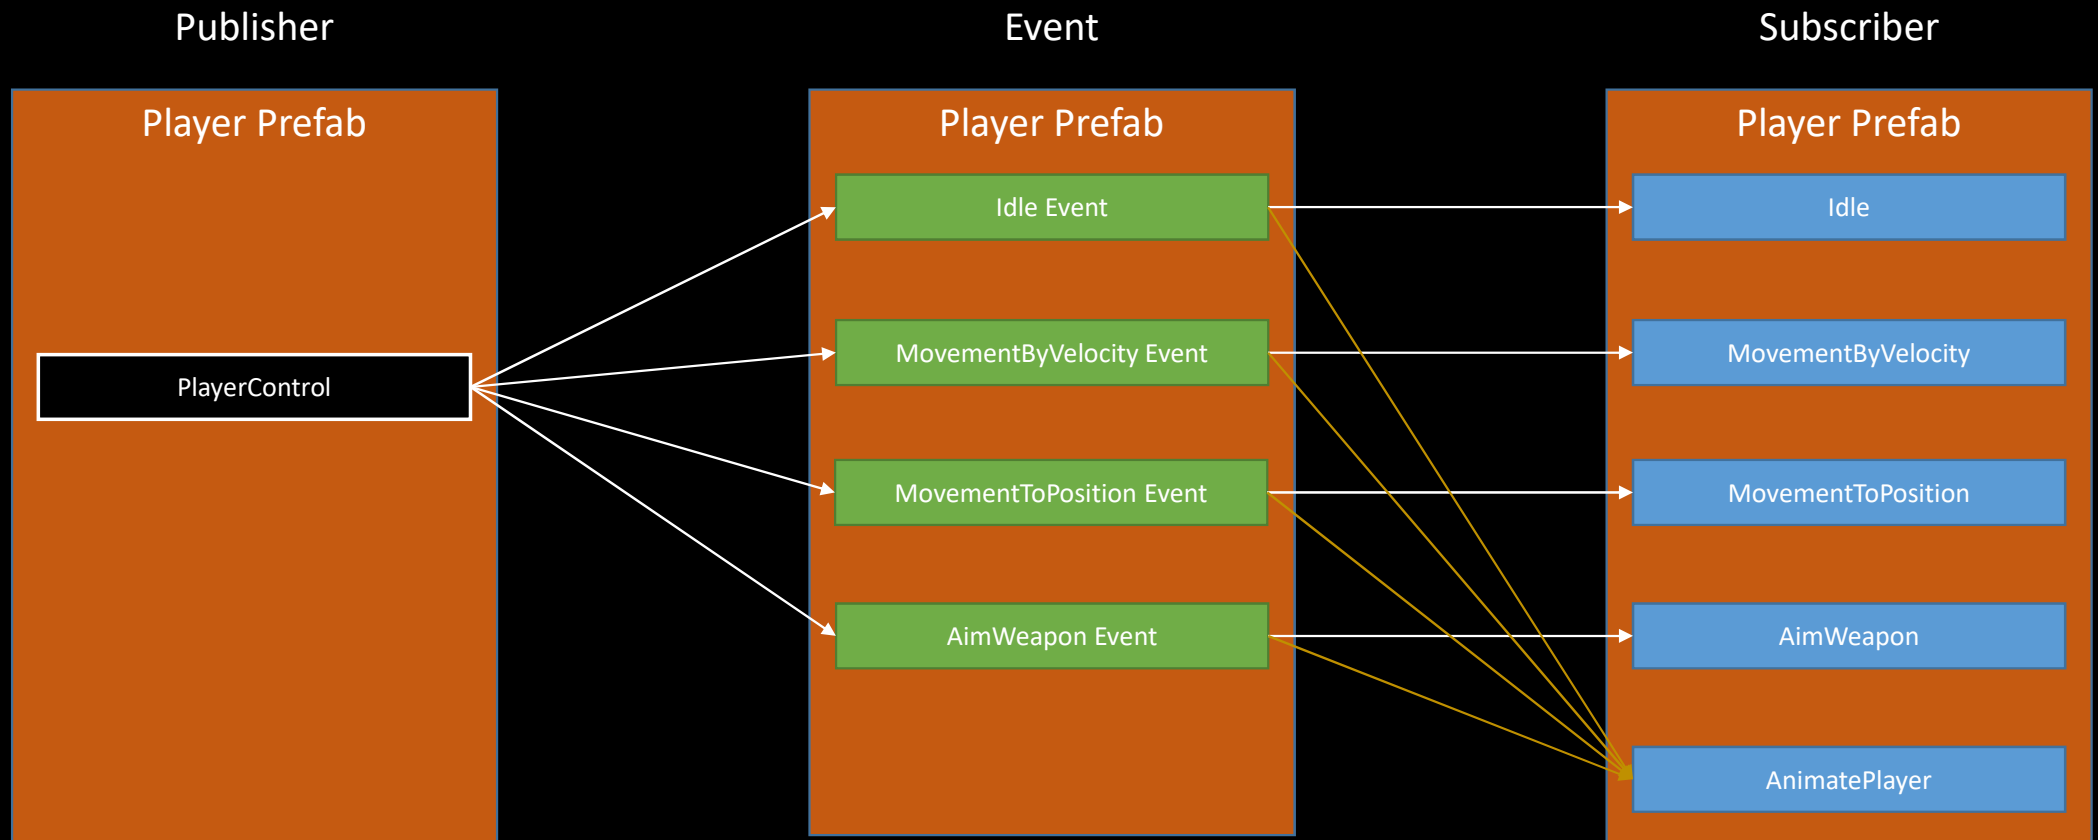 Publisher
Event
Subscriber
Player Prefab
Player Prefab
Player Prefab
PlayerControl
Idle Event
MovementByVelocity Event
MovementToPosition Event
AimWeapon Event
Idle
MovementByVelocity
MovementToPosition
AimWeapon
AnimatePlayer